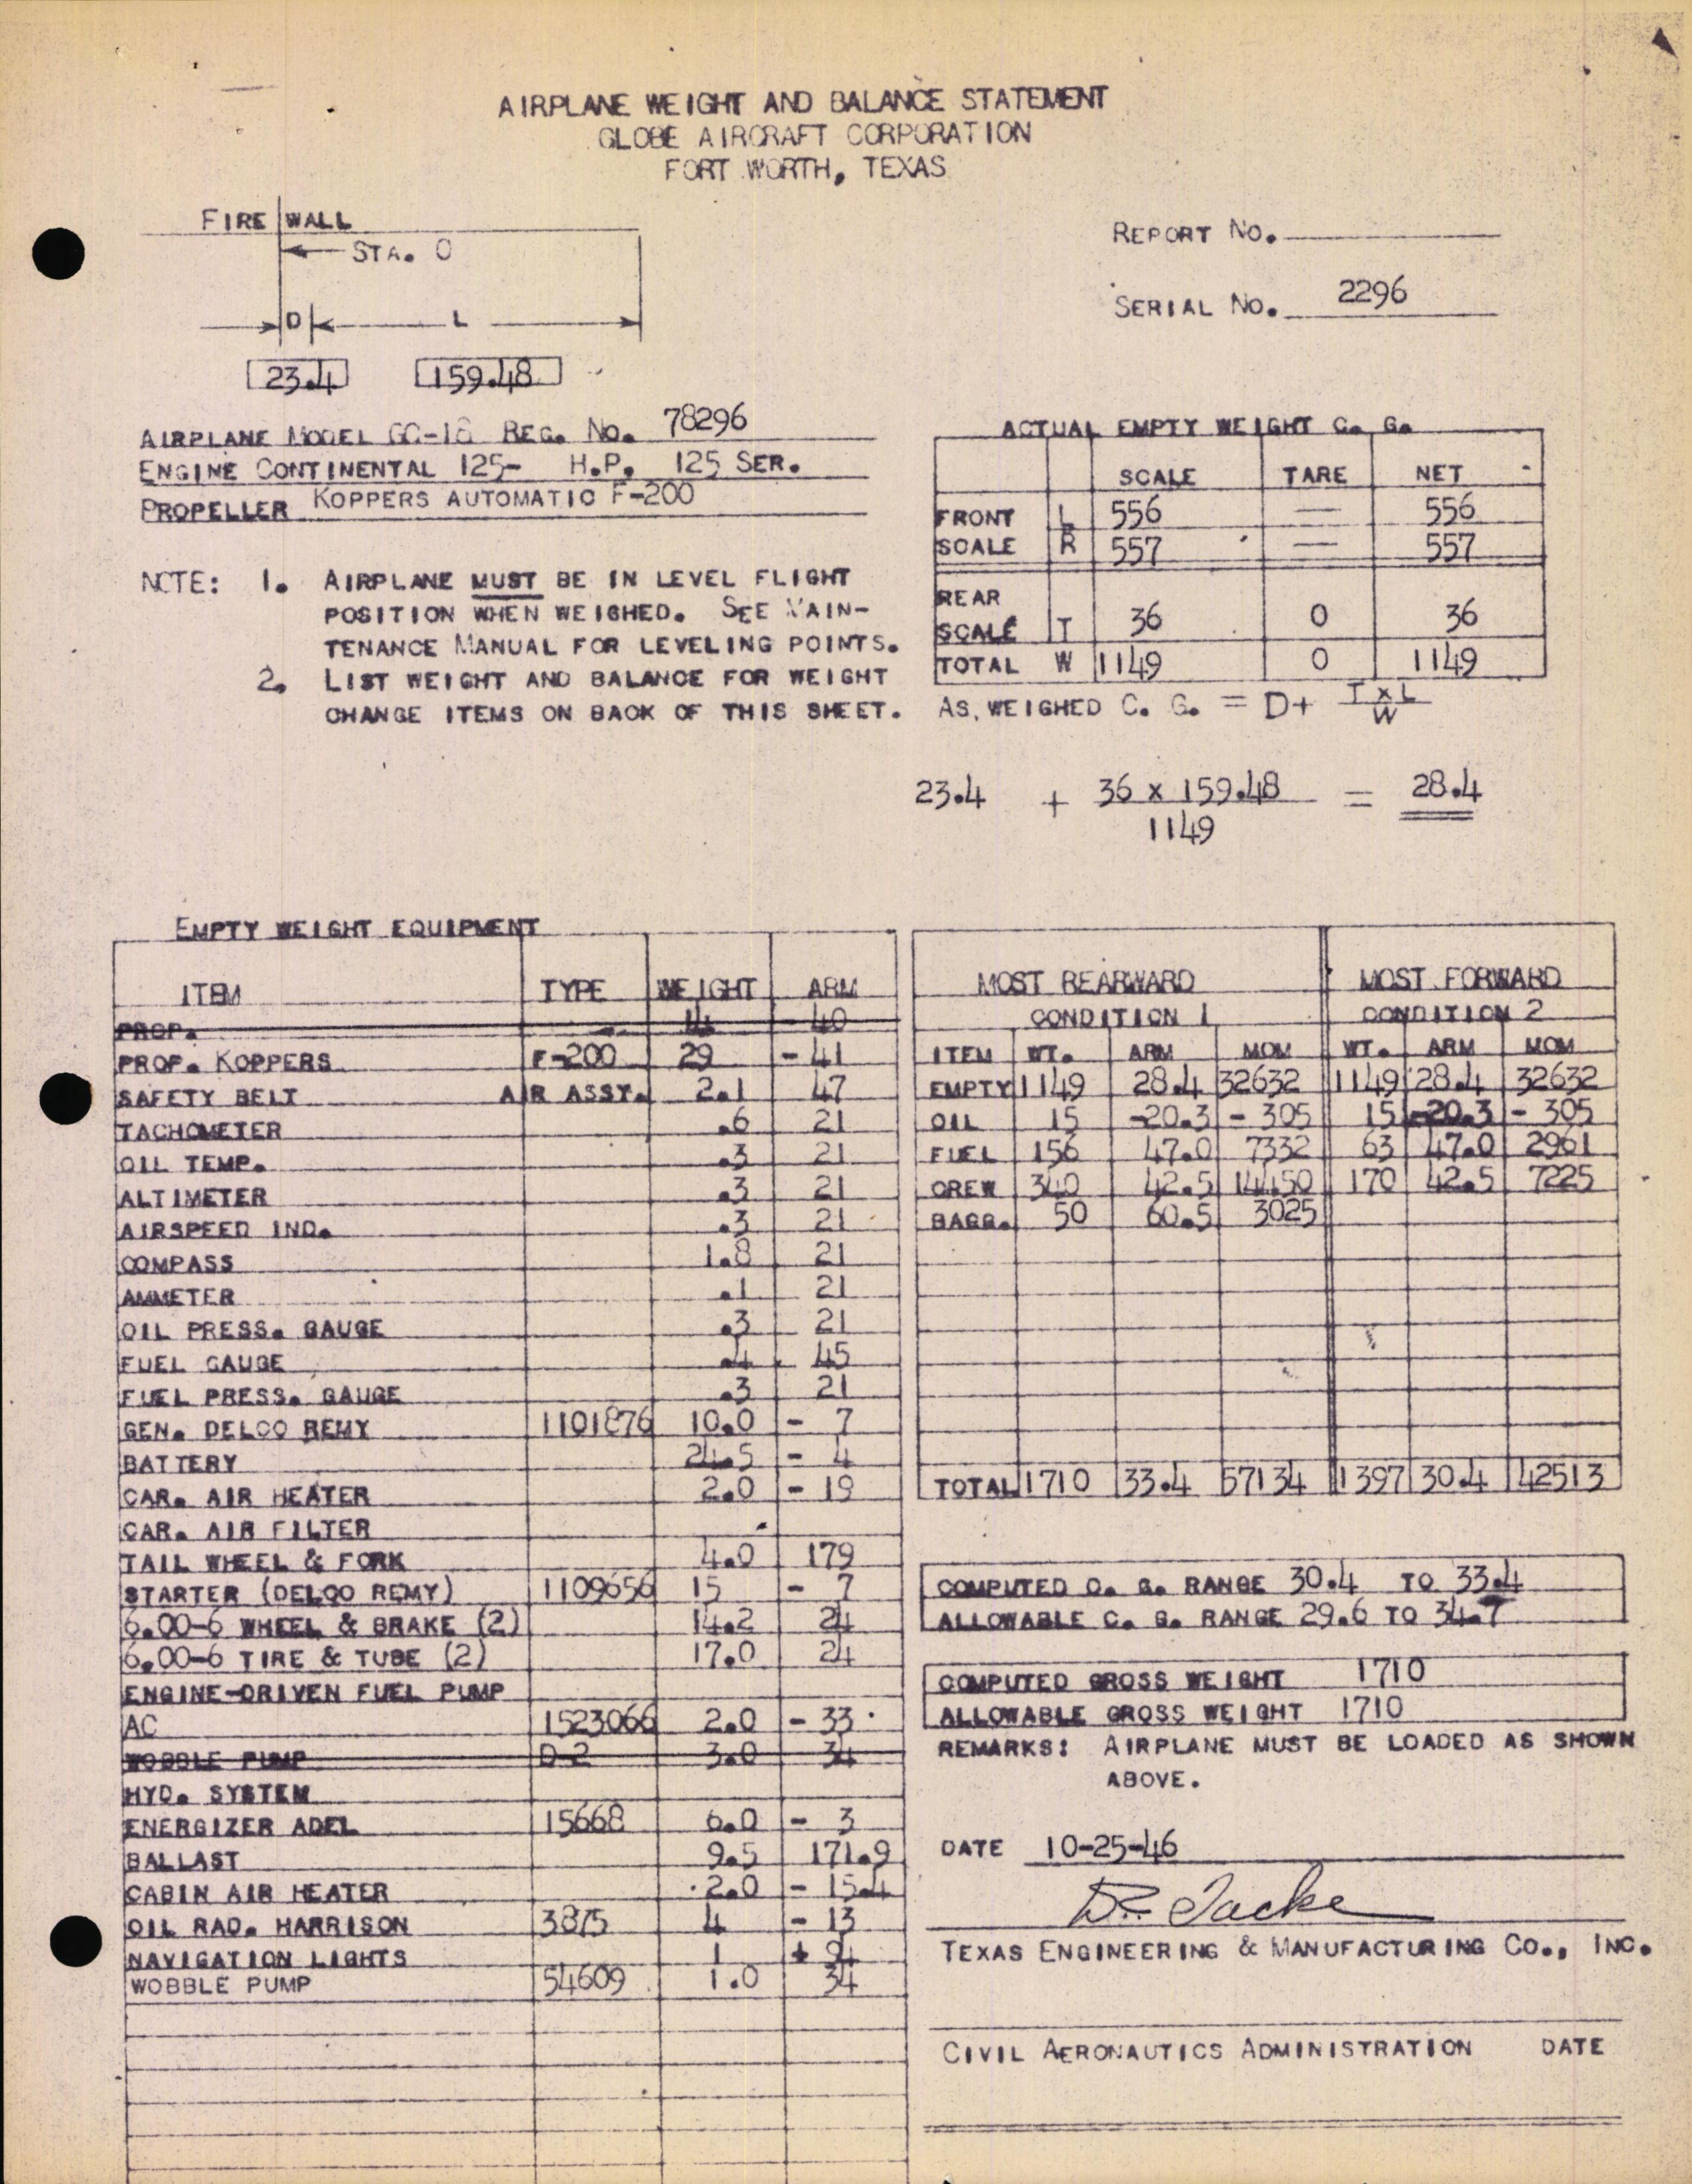 AIRPLANE WEIGHT AND BALANCE STATEMENT
GLOBE AIRCRAFT CORPORATION
FORT WORTH, TEXAS
FIRE WALL
STA. 0
D L
23.4 159.48
REPORT NO.
SERIAL NO. 2296
AIRPLANE MODEL GC-1B REG. NO. 78296
ENGINE CONTINENTAL 125- H.P. 125 SER.
PROPELLER KOPPERS AUTOMATIC F-200
NOTE: 1. AIRPLANE MUST BE IN LEVEL FLIGHT
POSITION WHEN WEIGHED. SEE MAIN-
TENANCE MANUAL FOR LEVELING POINTS.
2. LIST WEIGHT AND BALANCE FOR WEIGHT
CHANGE ITEMS ON BACK OF THIS SHEET.
ACTUAL EMPTY WEIGHT C. G.
SCALE TARE NET
FRONT L 556 — 556
SCALE R 557 — 557
REAR
SCALE T 36 0 36
TOTAL W 1149 0 1149
AS WEIGHED C. G. = D+ T x L
W
23.4 + 36 x 159.48 = 28.4
1149
EMPTY WEIGHT EQUIPMENT
ITEM TYPE WEIGHT ARM
PROP. 14 -40
PROP. KOPPERS F-200 29 - 41
SAFETY BELT AIR ASSY. 2.1 47
TACHOMETER .6 21
OIL TEMP. .3 21
ALTIMETER .3 21
AIRSPEED IND. .3 21
COMPASS 1.8 21
AMMETER .1 21
OIL PRESS. GAUGE .3 21
FUEL GAUGE .4 45
FUEL PRESS. GAUGE .3 21
GEN. DELCO REMY 1101876 10.0 - 7
BATTERY 24.5 - 4
CAR. AIR HEATER 2.0 - 19
CAR. AIR FILTER
TAIL WHEEL & FORK 4.0 179
STARTER (DELCO REMY) 1109656 15 - 7
6.00-6 WHEEL & BRAKE (2) 14.2 24
6.00-6 TIRE & TUBE (2) 17.0 24
ENGINE-DRIVEN FUEL PUMP
AC 1523066 2.0 - 33
WOBBLE PUMP D-2 3.0 34
HYD. SYSTEM
ENERGIZER ADEL 15668 6.0 - 3
BALLAST 9.5 171.9
CABIN AIR HEATER 2.0 - 15.4
OIL RAD. HARRISON 3875 4 - 13
NAVIGATION LIGHTS 1 + 94
WOBBLE PUMP 54609 1.0 34
MOST REARWARD MOST FORWARD
CONDITION 1 CONDITION 2
ITEM WT. ARM MOM WT. ARM MOM
EMPTY 1149 28.4 32632 1149 28.4 32632
OIL 15 -20.3 - 305 15 -20.3 - 305
FUEL 156 47.0 7332 63 47.0 2961
CREW 340 42.5 14450 170 42.5 7225
BAGG. 50 60.5 3025
TOTAL 1710 33.4 57134 1397 30.4 42513
COMPUTED C. G. RANGE 30.4 TO 33.4
ALLOWABLE C. G. RANGE 29.6 TO 34.7
COMPUTED GROSS WEIGHT 1710
ALLOWABLE GROSS WEIGHT 1710
REMARKS: AIRPLANE MUST BE LOADED AS SHOWN
ABOVE.
DATE 10-25-46
TEXAS ENGINEERING & MANUFACTURING CO., INC.
CIVIL AERONAUTICS ADMINISTRATION DATE